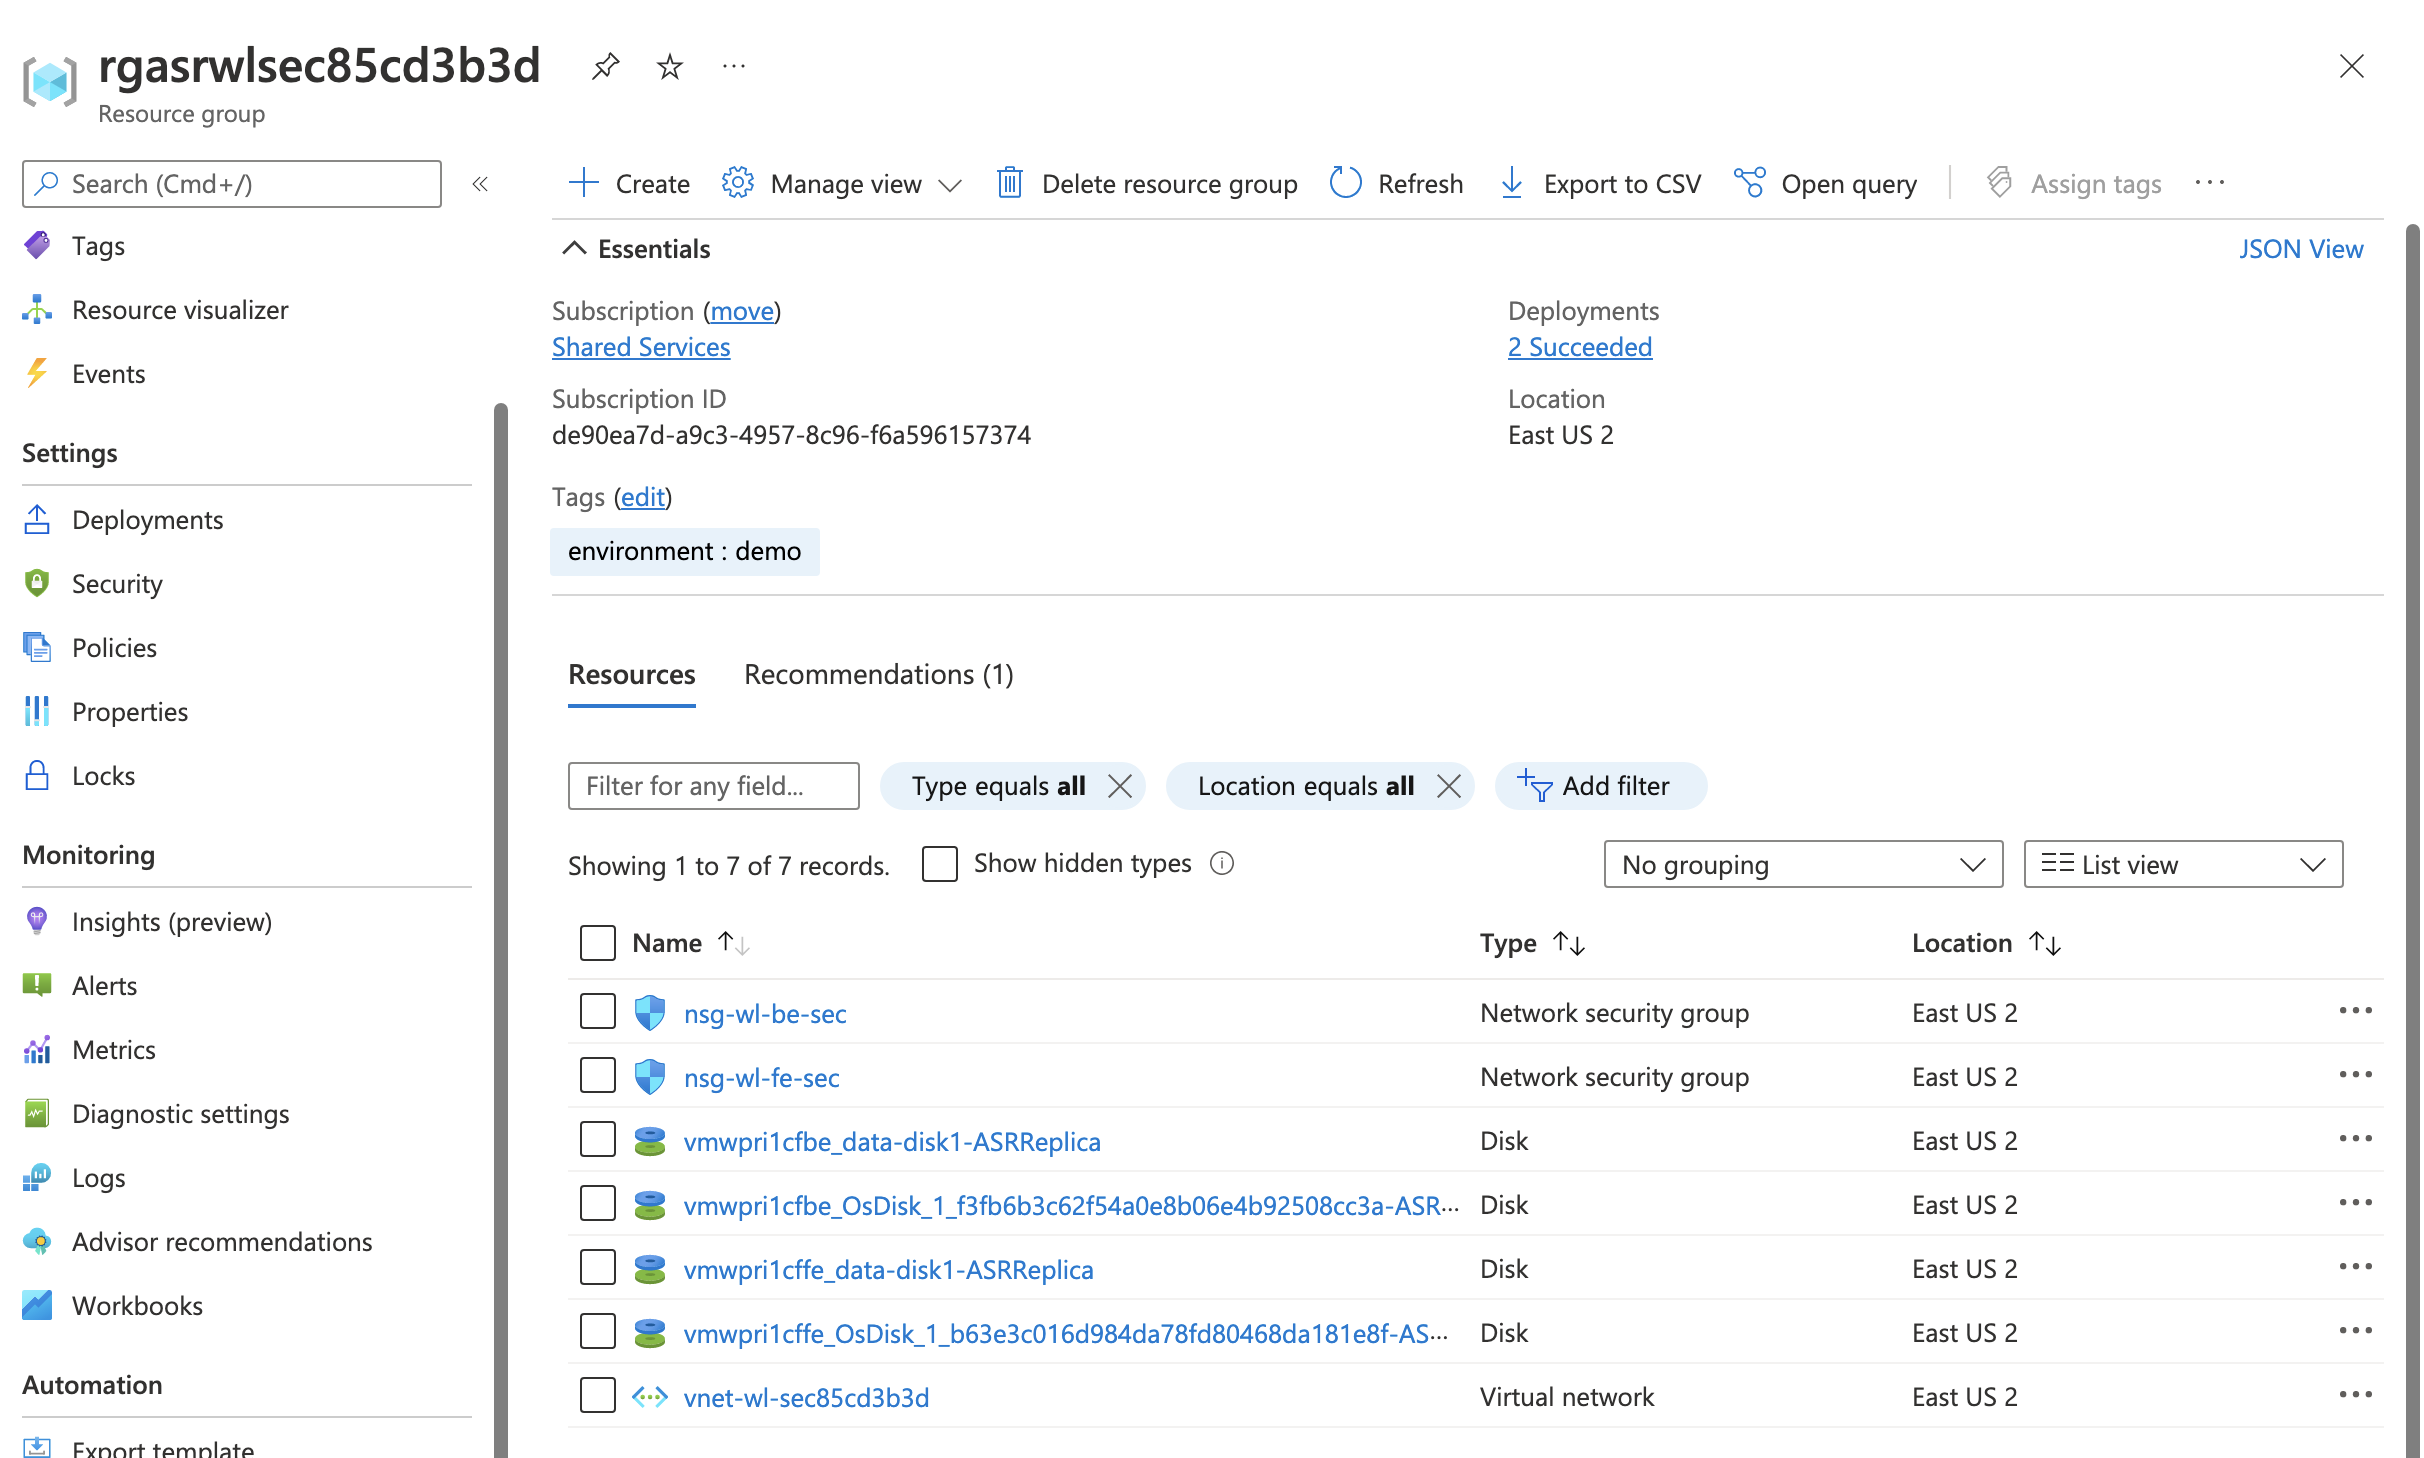 rgasrwlsec85cd3b3d
Resource group
Search (Cmd+/)
«
Tags
Resource visualizer
Events
Settings
Deployments
Security
Policies
Properties
Locks
Monitoring
Insights (preview)
Alerts
Metrics
Diagnostic settings
Logs
Advisor recommendations
Workbooks
Automation
Export template
Create Manage view Delete resource group Refresh Export to CSV Open query Assign tags
Essentials JSON View
Subscription (move)
Shared Services
Deployments
2 Succeeded
Subscription ID
de90ea7d-a9c3-4957-8c96-f6a596157374
Location
East US 2
Tags (edit)
environment : demo
Resources Recommendations (1)
Filter for any field... Type equals all Location equals all Add filter
Showing 1 to 7 of 7 records. Show hidden types No grouping List view
Name Type Location
nsg-wl-be-sec Network security group East US 2
nsg-wl-fe-sec Network security group East US 2
vmwpri1cfbe_data-disk1-ASRReplica Disk East US 2
vmwpri1cfbe_OsDisk_1_f3fb6b3c62f54a0e8b06e4b92508cc3a-ASR... Disk East US 2
vmwpri1cffe_data-disk1-ASRReplica Disk East US 2
vmwpri1cffe_OsDisk_1_b63e3c016d984da78fd80468da181e8f-AS... Disk East US 2
vnet-wl-sec85cd3b3d Virtual network East US 2